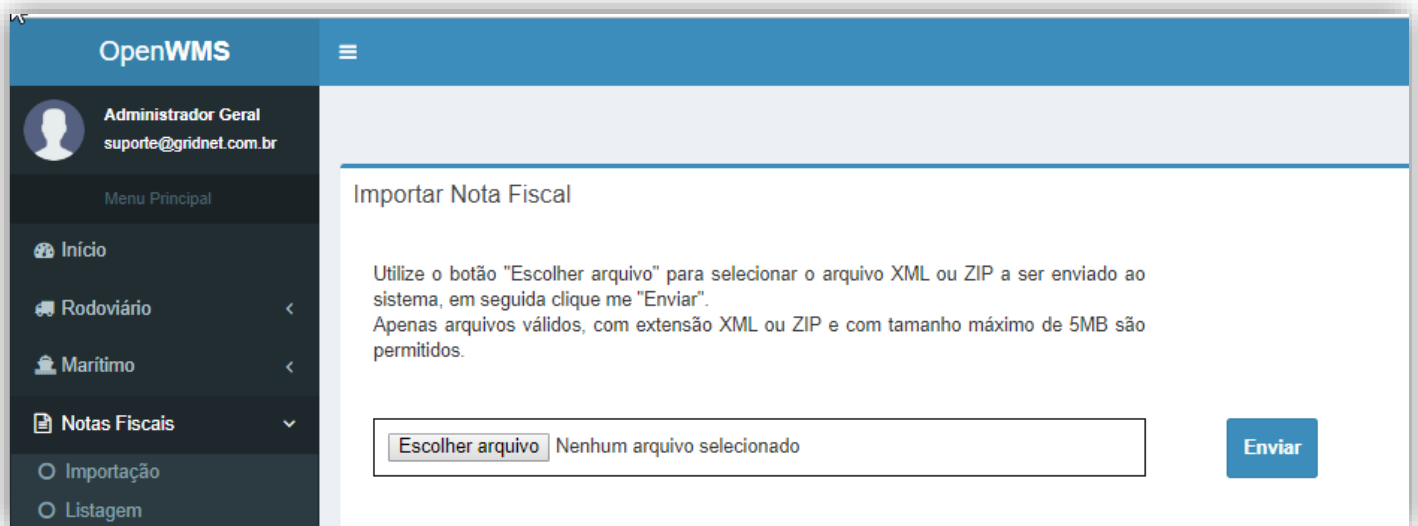 OpenWMS
Administrador Geral
suporte@gridnet.com.br
Menu Principal
Início
Rodoviário
Marítimo
Notas Fiscais
Importação
Listagem
Importar Nota Fiscal
Utilize o botão "Escolher arquivo" para selecionar o arquivo XML ou ZIP a ser enviado ao
sistema, em seguida clique me "Enviar".
Apenas arquivos válidos, com extensão XML ou ZIP e com tamanho máximo de 5MB são
permitidos.
Escolher arquivo Nenhum arquivo selecionado
Enviar